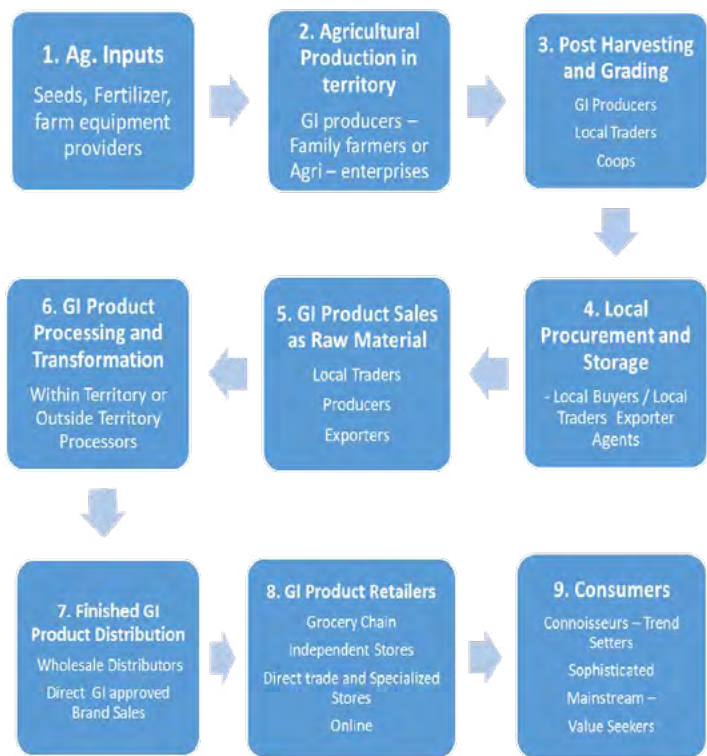 1. Ag. Inputs
Seeds, Fertilizer,
farm equipment
providers
2. Agricultural
Production in
territory
GI producers –
Family farmers or
Agri – enterprises
3. Post Harvesting
and Grading
GI Producers
Local Traders
Coops
4. Local
Procurement and
Storage
- Local Buyers / Local
Traders Exporter
Agents
5. GI Product Sales
as Raw Material
Local Traders
Producers
Exporters
6. GI Product
Processing and
Transformation
Within Territory or
Outside Territory
Processors
7. Finished GI
Product Distribution
Wholesale Distributors
Direct GI approved
Brand Sales
8. GI Product Retailers
Grocery Chain
Independent Stores
Direct trade and Specialized
Stores
Online
9. Consumers
Connoisseurs – Trend
Setters
Sophisticated
Mainstream –
Value Seekers